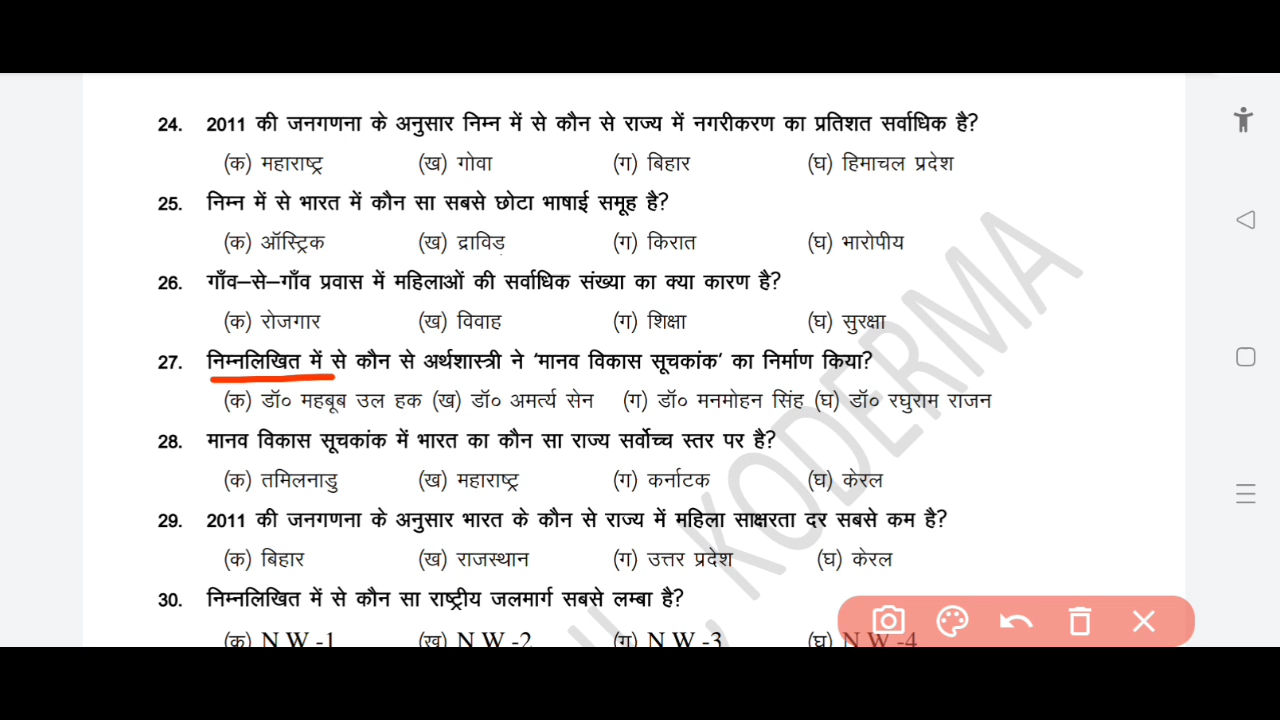 24. 2011 की जनगणना के अनुसार निम्न में से कौन से राज्य में नगरीकरण का प्रतिशत सर्वाधिक है?
(क) महाराष्ट्र (ख) गोवा (ग) बिहार (घ) हिमाचल प्रदेश
25. निम्न में से भारत में कौन सा सबसे छोटा भाषाई समूह है?
(क) ऑस्ट्रिक (ख) द्राविड़ (ग) किरात (घ) भारोपीय
26. गाँव–से–गाँव प्रवास में महिलाओं की सर्वाधिक संख्या का क्या कारण है?
(क) रोजगार (ख) विवाह (ग) शिक्षा (घ) सुरक्षा
27. निम्नलिखित में से कौन से अर्थशास्त्री ने ‘मानव विकास सूचकांक’ का निर्माण किया?
(क) डॉ० महबूब उल हक (ख) डॉ० अमर्त्य सेन (ग) डॉ० मनमोहन सिंह (घ) डॉ० रघुराम राजन
28. मानव विकास सूचकांक में भारत का कौन सा राज्य सर्वोच्च स्तर पर है?
(क) तमिलनाडु (ख) महाराष्ट्र (ग) कर्नाटक (घ) केरल
29. 2011 की जनगणना के अनुसार भारत के कौन से राज्य में महिला साक्षरता दर सबसे कम है?
(क) बिहार (ख) राजस्थान (ग) उत्तर प्रदेश (घ) केरल
30. निम्नलिखित में से कौन सा राष्ट्रीय जलमार्ग सबसे लम्बा है?
(क) N W -1 (ख) N W -2 (ग) N W -3 (घ) N W -4
, KODERMA